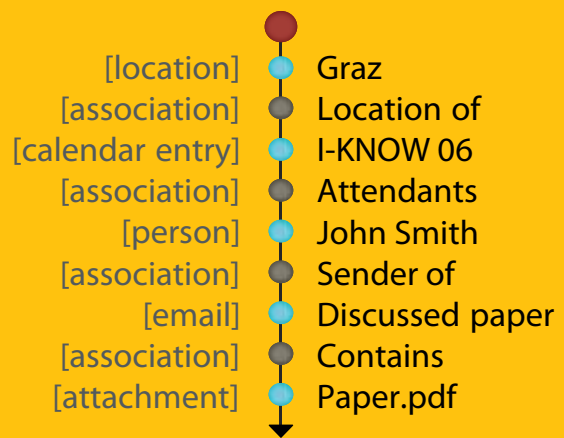 [location] Graz
[association] Location of
[calendar entry] I-KNOW 06
[association] Attendants
[person] John Smith
[association] Sender of
[email] Discussed paper
[association] Contains
[attachment] Paper.pdf